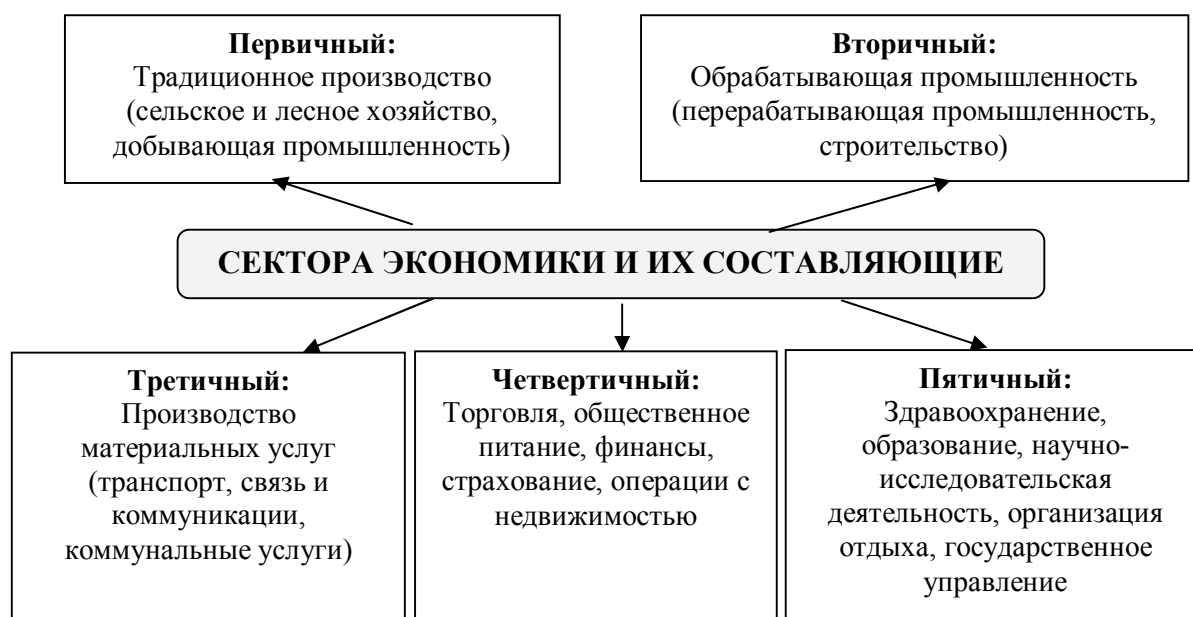 Первичный:
Традиционное производство
(сельское и лесное хозяйство,
добывающая промышленность)
Вторичный:
Обрабатывающая промышленность
(перерабатывающая промышленность,
строительство)
СЕКТОРА ЭКОНОМИКИ И ИХ СОСТАВЛЯЮЩИЕ
Третичный:
Производство
материальных услуг
(транспорт, связь и
коммуникации,
коммунальные услуги)
Четвертичный:
Торговля, общественное
питание, финансы,
страхование, операции с
недвижимостью
Пятичный:
Здравоохранение,
образование, научно-
исследовательская
деятельность, организация
отдыха, государственное
управление